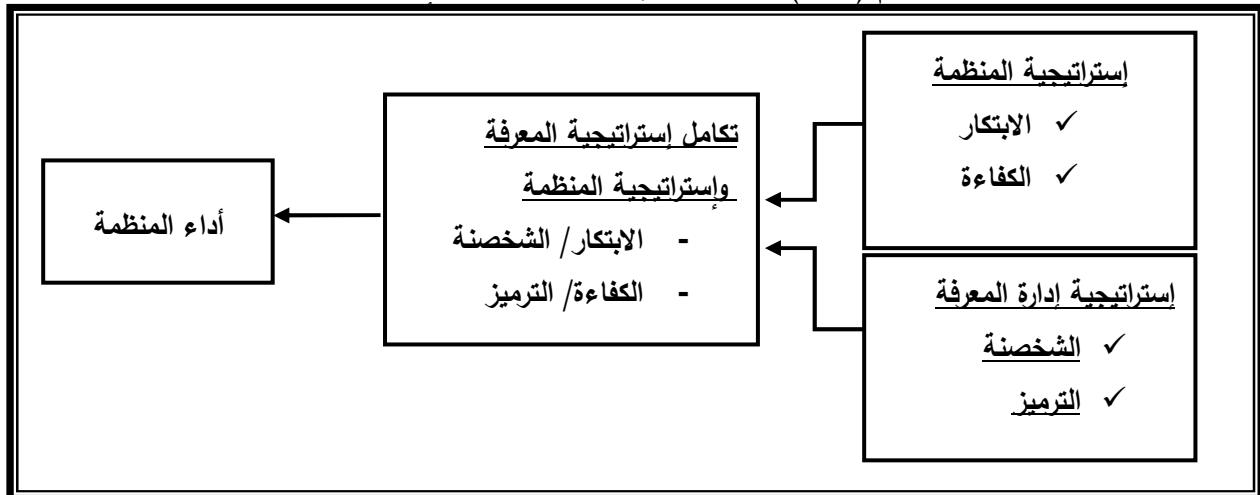 إستراتيجية المنظمة
✓ الابتكار
✓ الكفاءة
إستراتيجية إدارة المعرفة
✓ الشخصنة
✓ الترميز
تكامل إستراتيجية المعرفة
وإستراتيجية المنظمة
- الابتكار/ الشخصنة
- الكفاءة/ الترميز
أداء المنظمة